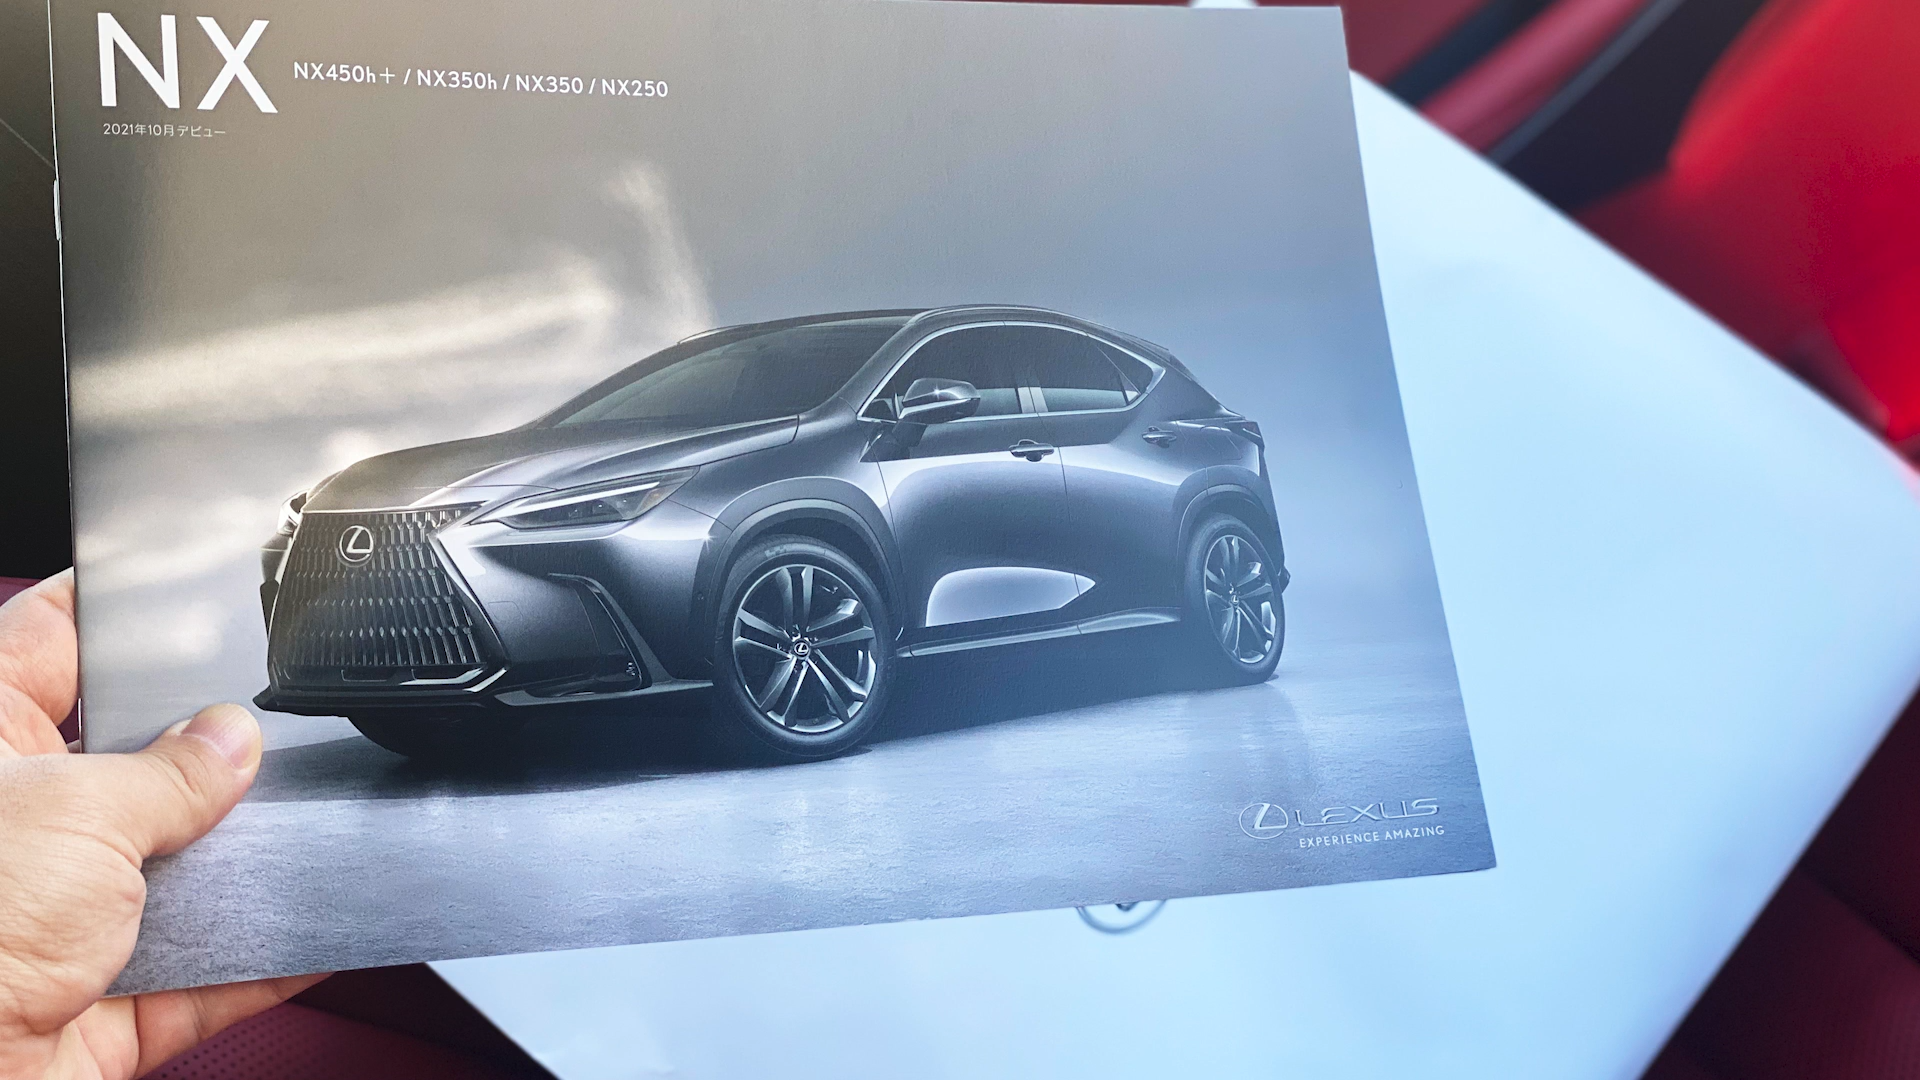 NX
NX450h+ / NX350h / NX350 / NX250
2021年10月デビュー
LEXUS
EXPERIENCE AMAZING